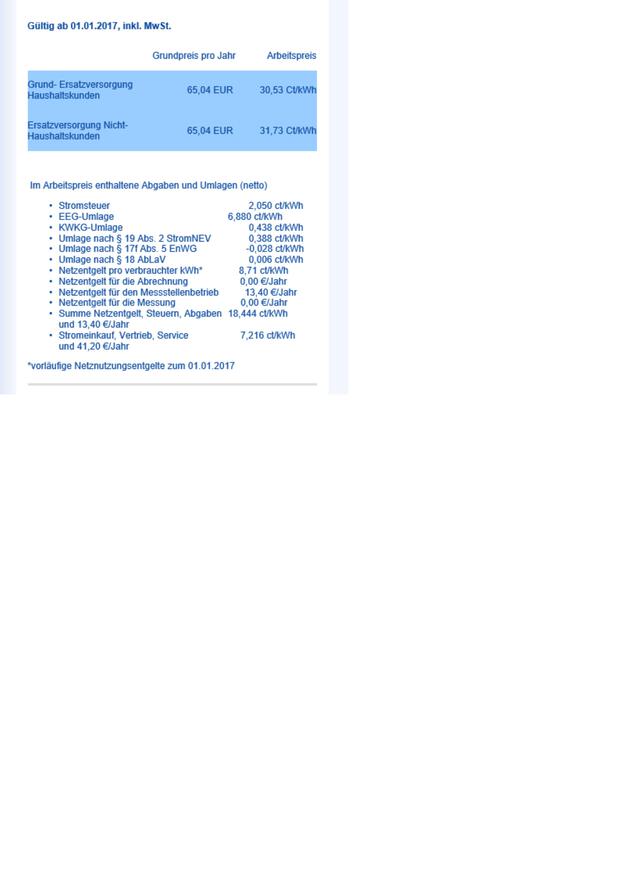 Gültig ab 01.01.2017, inkl. MwSt.
Grundpreis pro Jahr Arbeitspreis
Grund- Ersatzversorgung
Haushaltskunden 65,04 EUR 30,53 Ct/kWh
Ersatzversorgung Nicht-
Haushaltskunden 65,04 EUR 31,73 Ct/kWh
Im Arbeitspreis enthaltene Abgaben und Umlagen (netto)
• Stromsteuer 2,050 ct/kWh
• EEG-Umlage 6,880 ct/kWh
• KWKG-Umlage 0,438 ct/kWh
• Umlage nach § 19 Abs. 2 StromNEV 0,388 ct/kWh
• Umlage nach § 17f Abs. 5 EnWG -0,028 ct/kWh
• Umlage nach § 18 AbLaV 0,006 ct/kWh
• Netzentgelt pro verbrauchter kWh* 8,71 ct/kWh
• Netzentgelt für die Abrechnung 0,00 €/Jahr
• Netzentgelt für den Messstellenbetrieb 13,40 €/Jahr
• Netzentgelt für die Messung 0,00 €/Jahr
• Summe Netzentgelt, Steuern, Abgaben 18,444 ct/kWh
und 13,40 €/Jahr
• Stromeinkauf, Vertrieb, Service 7,216 ct/kWh
und 41,20 €/Jahr
*vorläufige Netznutzungsentgelte zum 01.01.2017